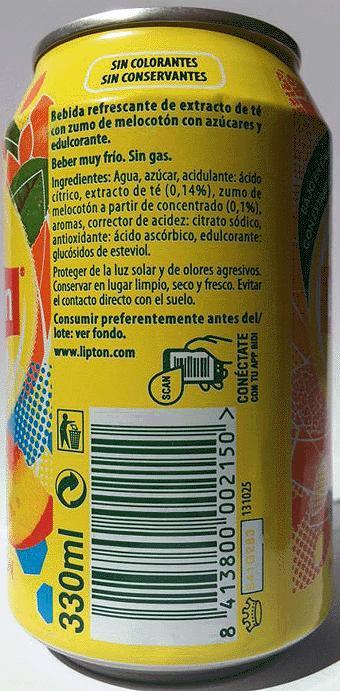 SIN COLORANTES
SIN CONSERVANTES
Bebida refrescante de extracto de té
con zumo de melocotón con azúcares y
edulcorante.
Beber muy frío. Sin gas.
Ingredientes: Agua, azúcar, acidulante: ácido
cítrico, extracto de té (0,14%), zumo de
melocotón a partir de concentrado (0,1%),
aromas, corrector de acidez: citrato sódico,
antioxidante: ácido ascórbico, edulcorante:
glucósidos de esteviol.
Proteger de la luz solar y de olores agresivos.
Conservar en lugar limpio, seco y fresco. Evitar
el contacto directo con el suelo.
Consumir preferentemente antes del/
lote: ver fondo.
www.lipton.com
SCAN
CONÉCTATE
CON TU APP BIDI
330ml
8 413800 002150 >
131025